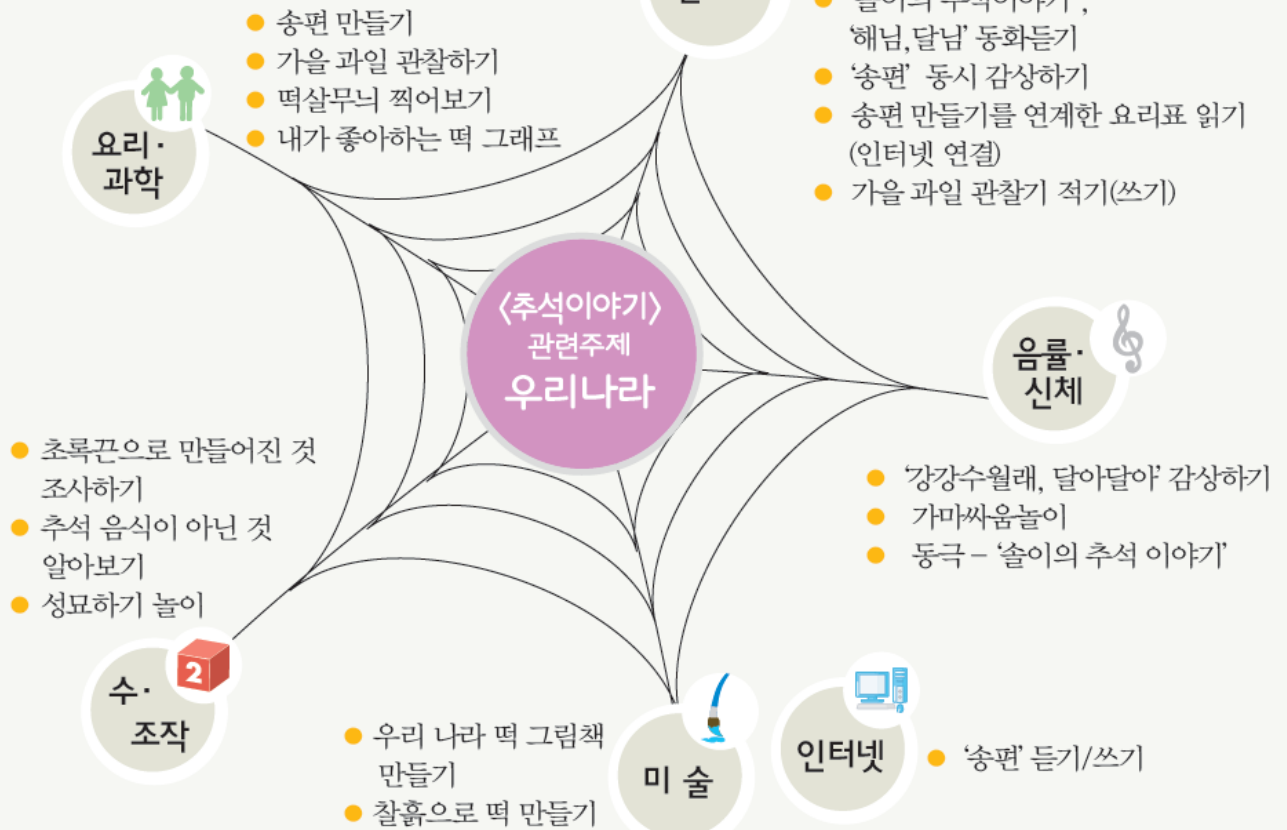 송편 만들기
가을 과일 관찰하기
떡살무늬 찍어보기
내가 좋아하는 떡 그래프
요리·
과학
'솔이의 추석이야기',
'해님,달님' 동화듣기
'송편' 동시 감상하기
송편 만들기를 연계한 요리표 읽기
(인터넷 연결)
가을 과일 관찰기 적기(쓰기)
〈추석이야기〉
관련주제
우리나라
음률·
신체
'강강수월래, 달아달아' 감상하기
가마싸움놀이
동극 – '솔이의 추석 이야기'
초록끈으로 만들어진 것
조사하기
추석 음식이 아닌 것
알아보기
성묘하기 놀이
2
수·
조작
우리 나라 떡 그림책
만들기
찰흙으로 떡 만들기
미 술
인터넷
'송편' 듣기/쓰기